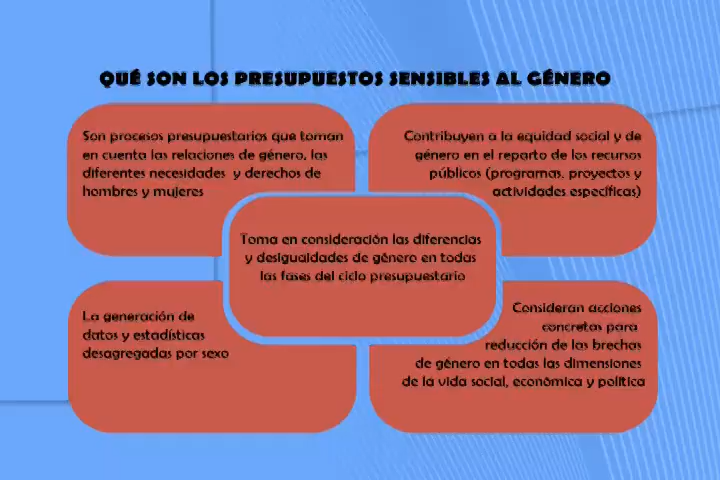 QUÉ SON LOS PRESUPUESTOS SENSIBLES AL GÉNERO
Son procesos presupuestarios que toman
en cuenta las relaciones de género, las
diferentes necesidades y derechos de
hombres y mujeres
Contribuyen a la equidad social y de
género en el reparto de los recursos
públicos (programas, proyectos y
actividades específicas)
Toma en consideración las diferencias
y desigualdades de género en todas
las fases del ciclo presupuestario
La generación de
datos y estadísticas
desagregadas por sexo
Consideran acciones
concretas para
reducción de las brechas
de género en todas las dimensiones
de la vida social, económica y política